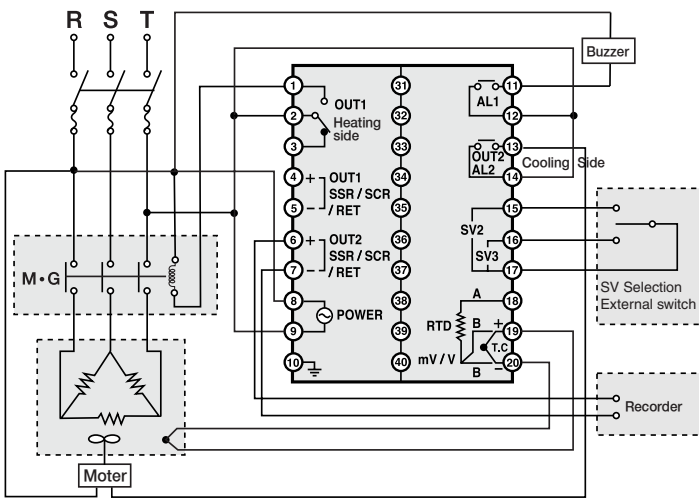 R S T
Buzzer
1
2
3
4
5
6
7
8
9
10
OUT1
Heating
side
+ OUT1
SSR / SCR
− / RET
+ OUT2
SSR / SCR
− / RET
POWER
31
32
33
34
35
36
37
38
39
40
AL1
OUT2
AL2
Cooling Side
SV2
SV3
A
RTD
B
+
T.C
mV / V
B
−
11
12
13
14
15
16
17
18
19
20
SV Selection
External switch
Recorder
M·G
Moter